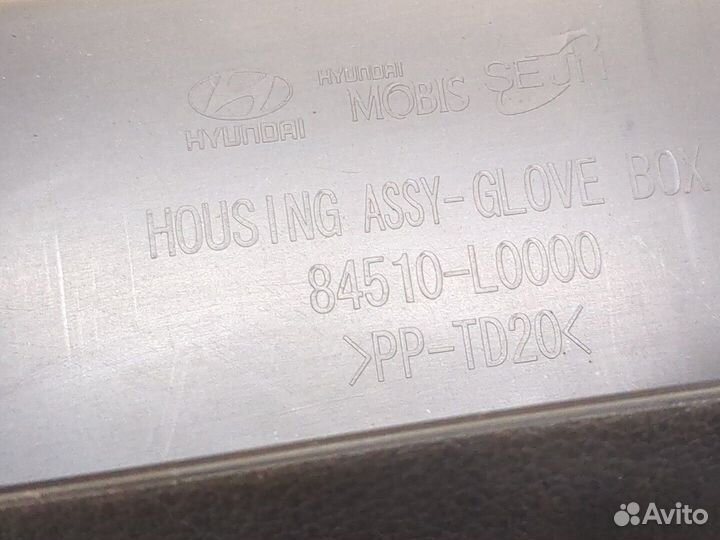 HYUNDAI
HYUNDAI
MOBIS SEJIN
HOUSING ASSY-GLOVE BOX
84510-L0000
>PP-TD20<
Avito